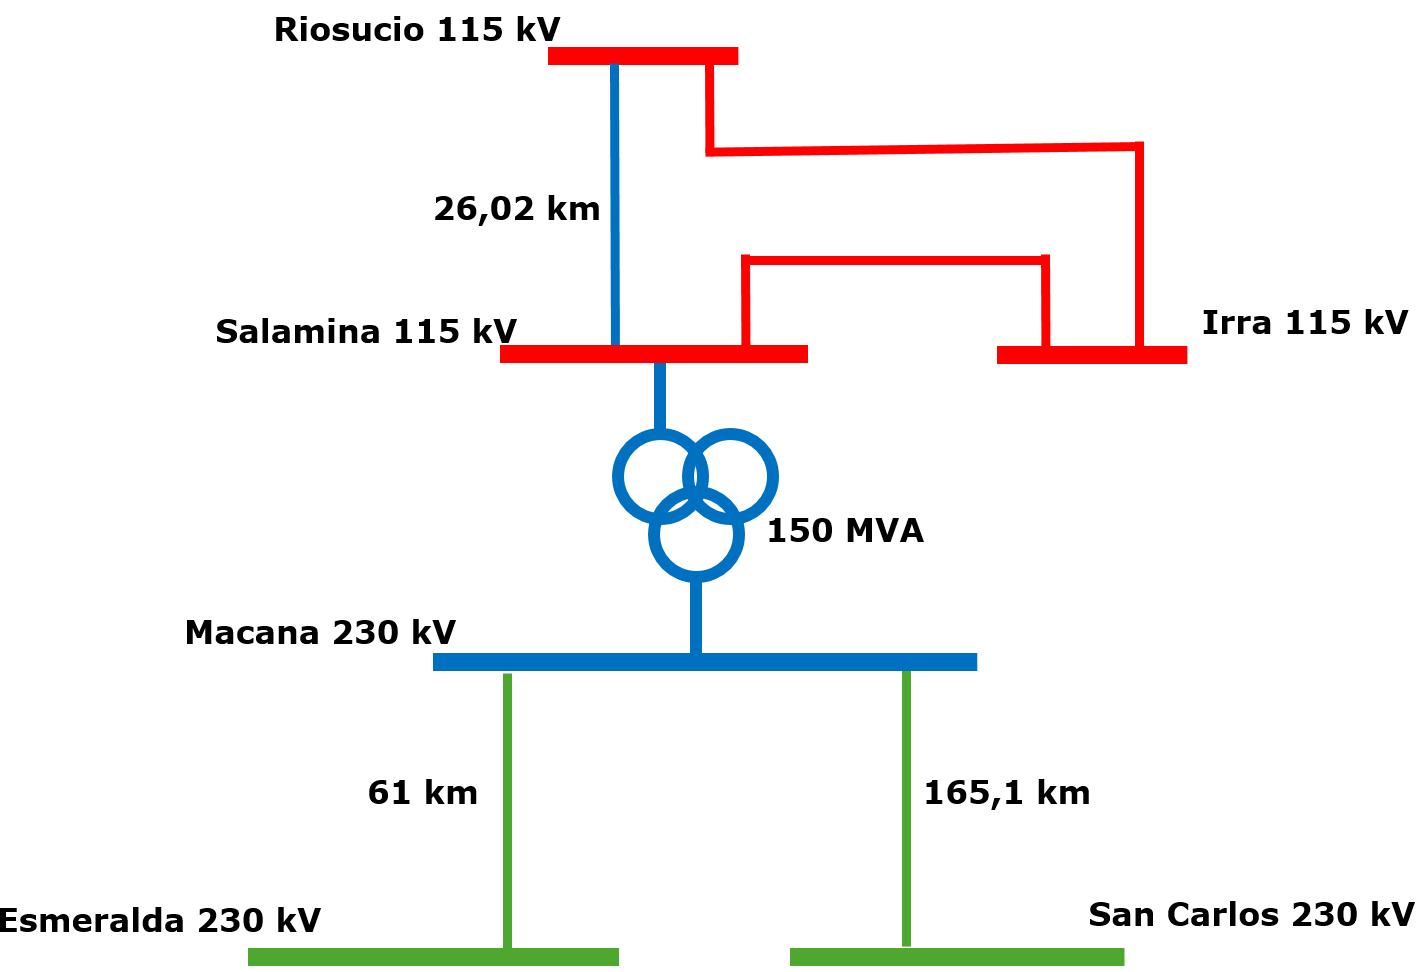 Riosucio 115 kV
26,02 km
Salamina 115 kV
Irra 115 kV
150 MVA
Macana 230 kV
61 km
165,1 km
Esmeralda 230 kV
San Carlos 230 kV